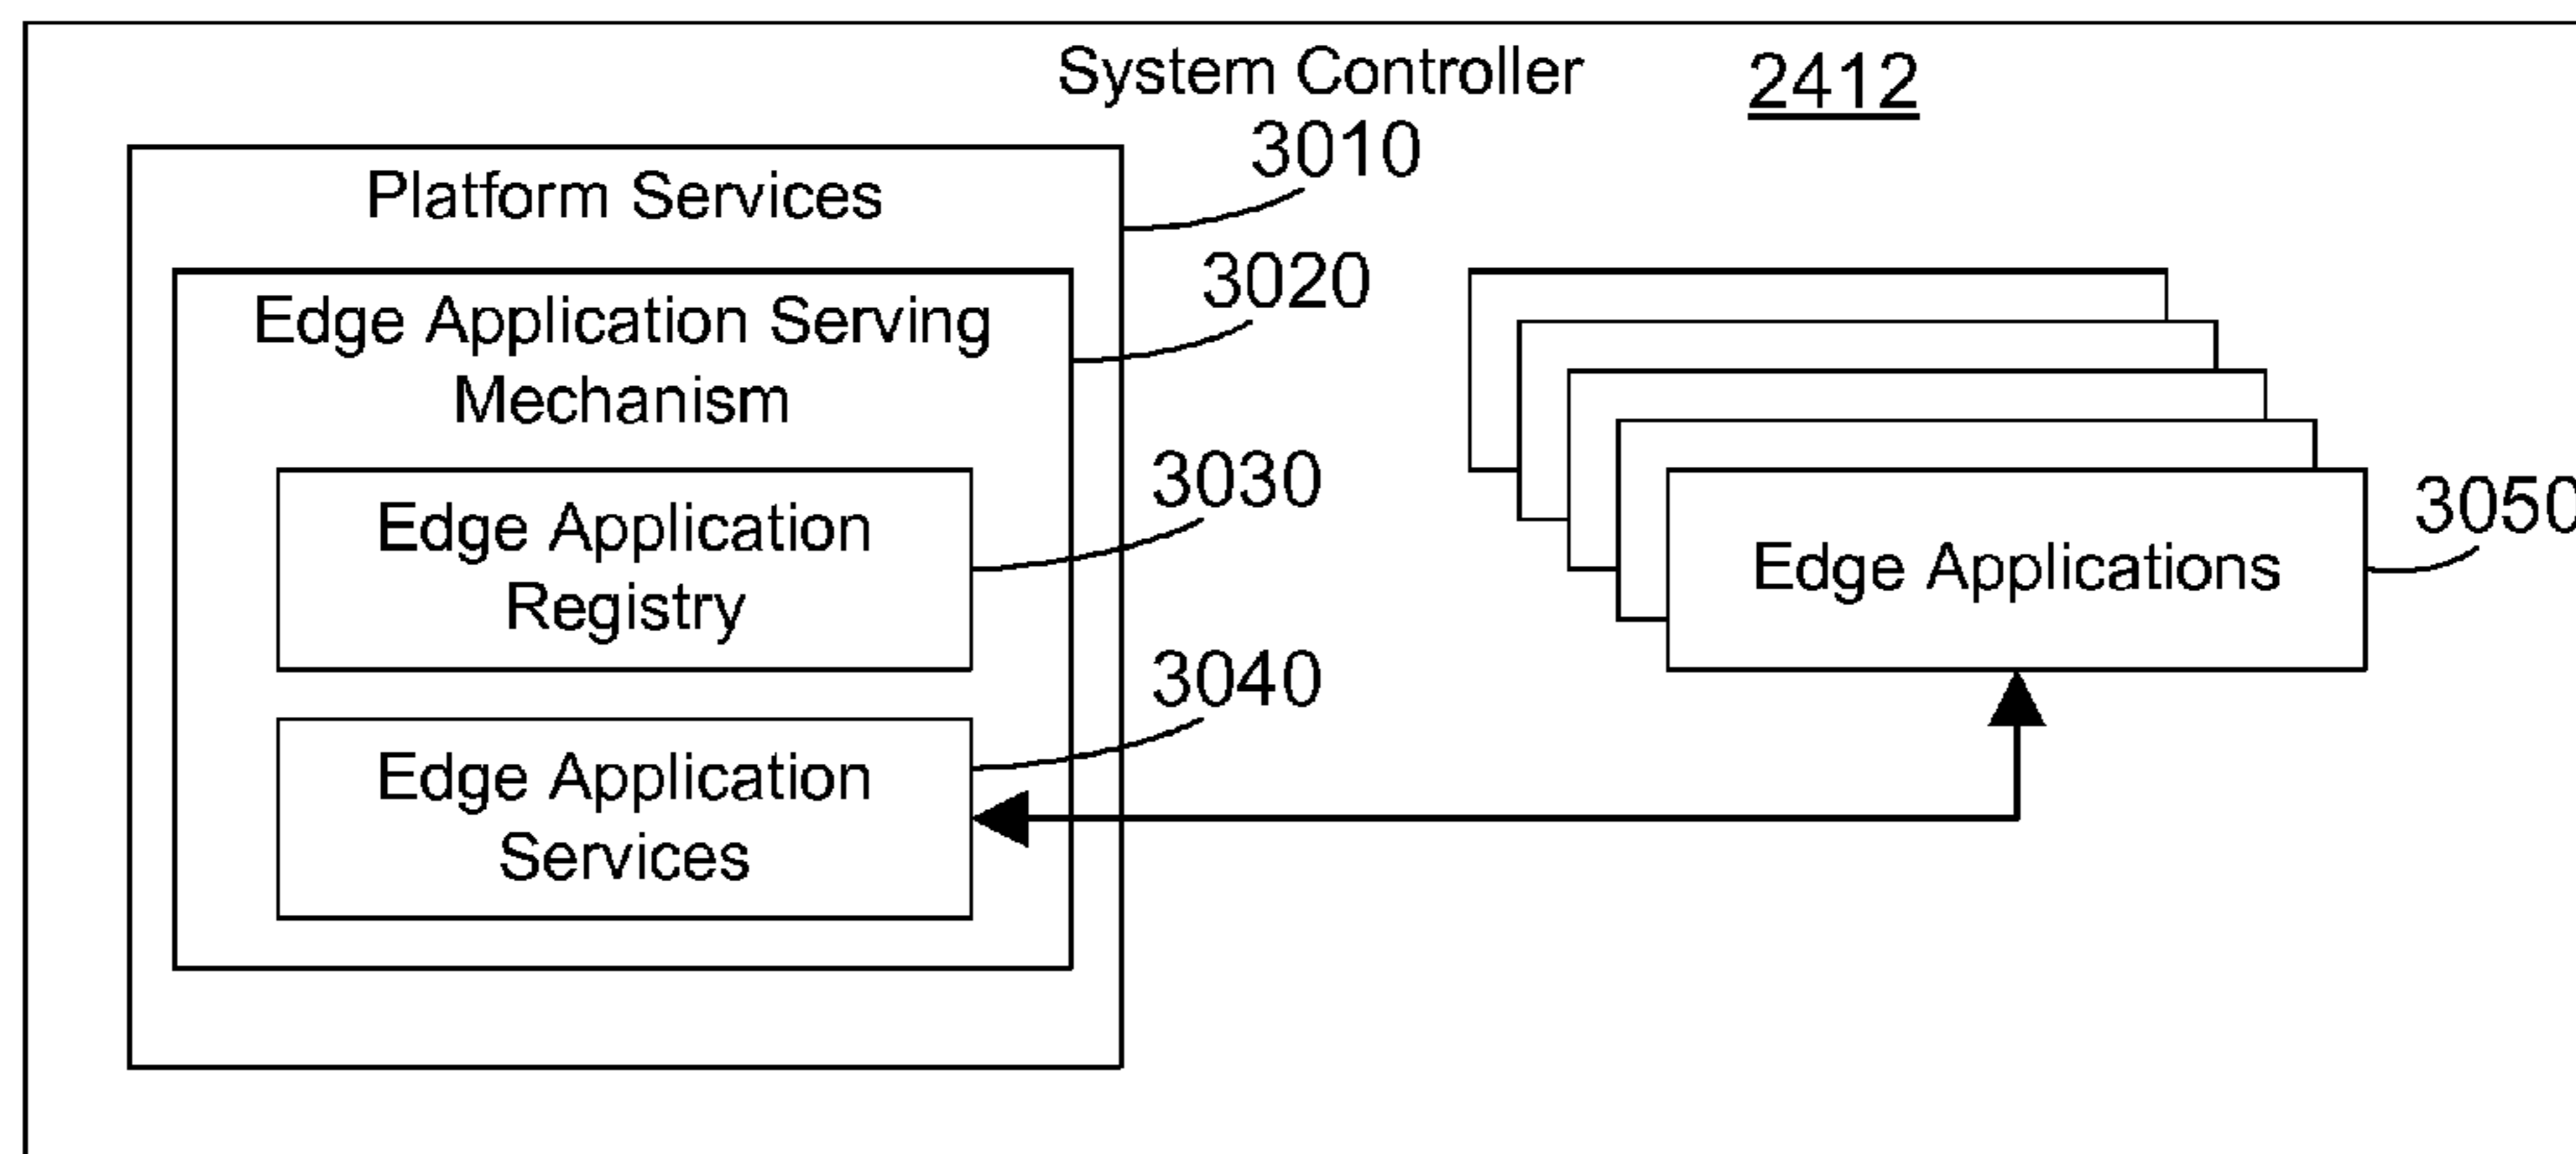 System Controller 2412
3010
Platform Services
3020
Edge Application Serving
Mechanism
3030
Edge Application
Registry
3040
Edge Application
Services
3050
Edge Applications